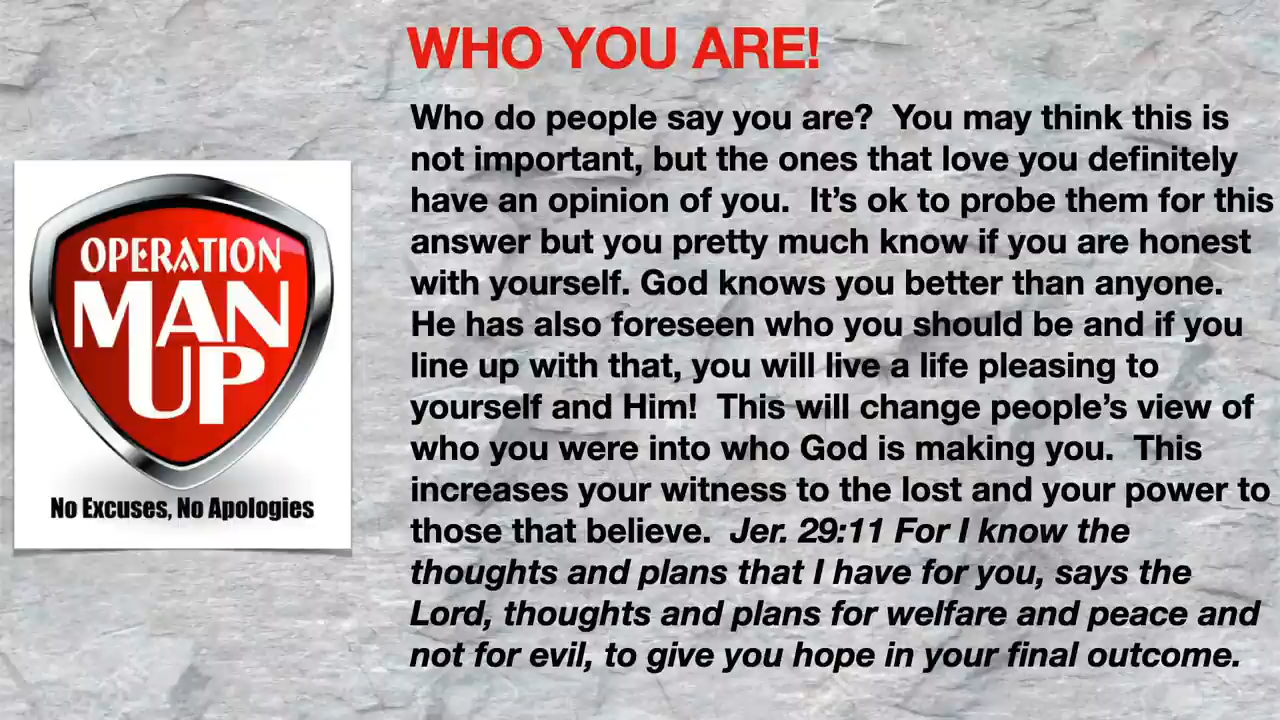 WHO YOU ARE!
Who do people say you are?  You may think this is
not important, but the ones that love you definitely
have an opinion of you.  It’s ok to probe them for this
answer but you pretty much know if you are honest
with yourself. God knows you better than anyone.
He has also foreseen who you should be and if you
line up with that, you will live a life pleasing to
yourself and Him!  This will change people’s view of
who you were into who God is making you.  This
increases your witness to the lost and your power to
those that believe.  Jer. 29:11 For I know the
thoughts and plans that I have for you, says the
Lord, thoughts and plans for welfare and peace and
not for evil, to give you hope in your final outcome.
OPERATION
MAN
UP
No Excuses, No Apologies